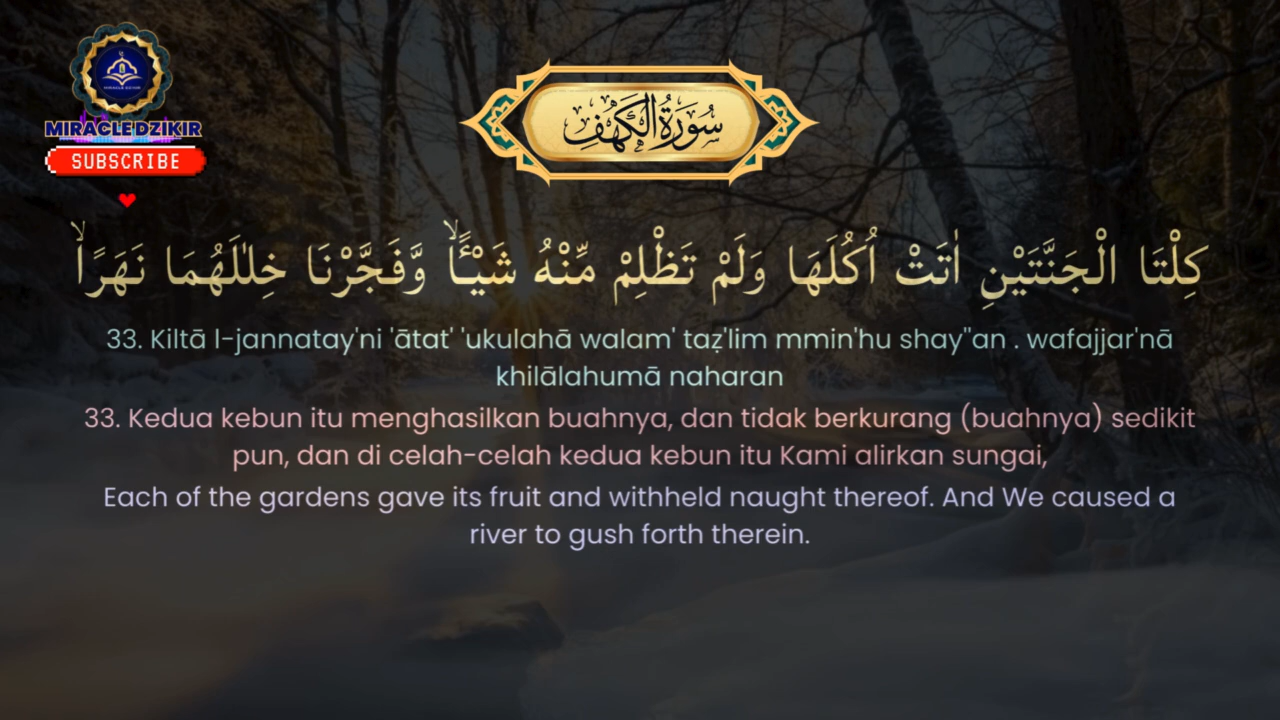 MIRACLE DZIKIR
SUBSCRIBE
سُورَةُ الْكَهْفِ
كِلْتَا الْجَنَّتَيْنِ اٰتَتْ اُكُلَهَا وَلَمْ تَظْلِمْ مِّنْهُ شَيْـًٔاۙ وَّفَجَّرْنَا خِلٰلَهُمَا نَهَرًاۙ
33. Kiltā l-jannatay'ni 'ātat' 'ukulahā walam' taẓ'lim mmin'hu shay"an . wafajjar'nā
khilālahumā naharan
33. Kedua kebun itu menghasilkan buahnya, dan tidak berkurang (buahnya) sedikit
pun, dan di celah-celah kedua kebun itu Kami alirkan sungai,
Each of the gardens gave its fruit and withheld naught thereof. And We caused a
river to gush forth therein.